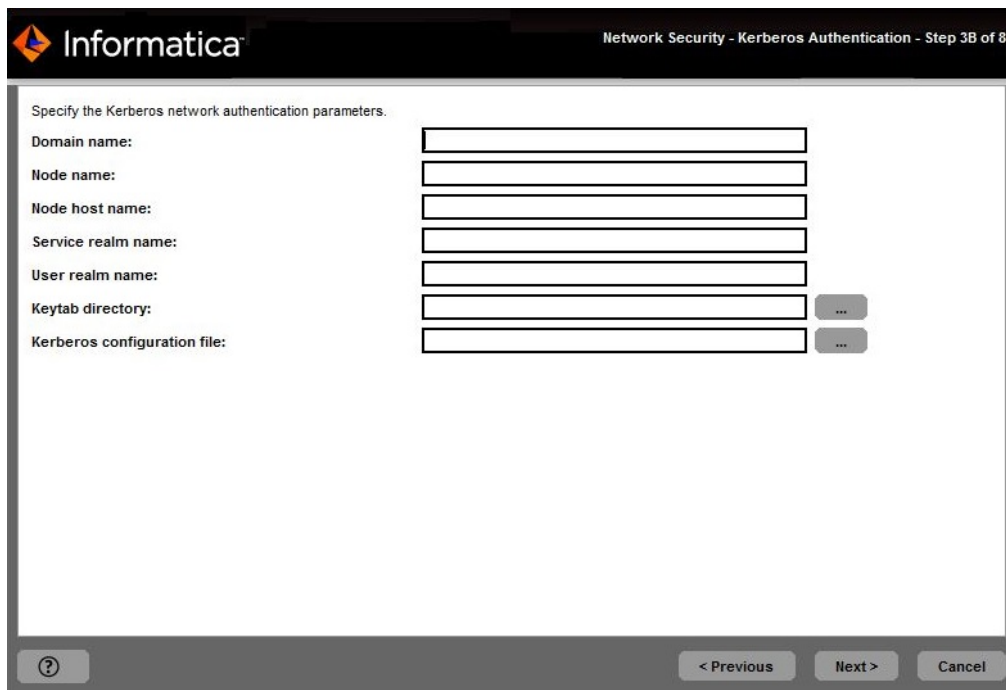 Informatica™
Network Security - Kerberos Authentication - Step 3B of 8
Specify the Kerberos network authentication parameters.
Domain name:
Node name:
Node host name:
Service realm name:
User realm name:
Keytab directory:
...
Kerberos configuration file:
...
?
< Previous
Next >
Cancel